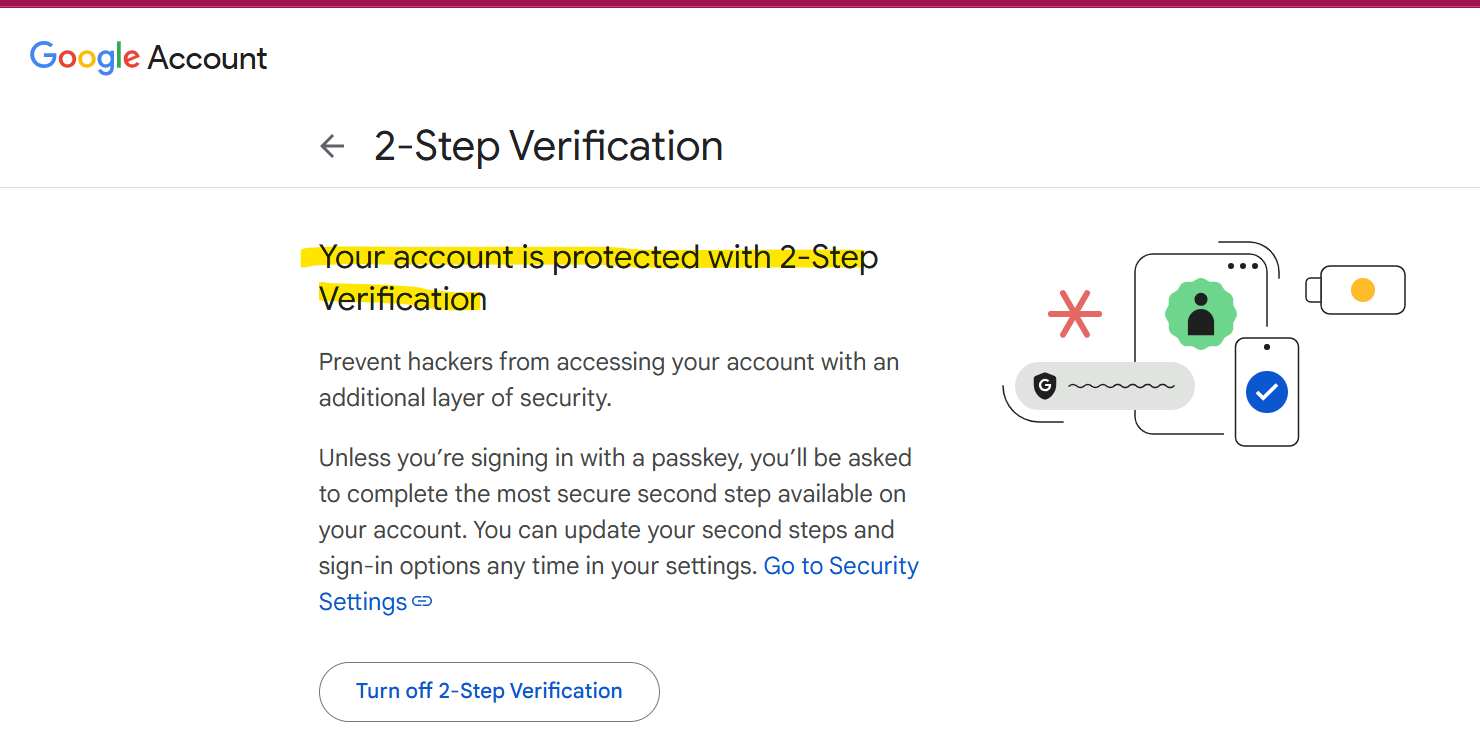 Google Account
2-Step Verification
Your account is protected with 2-Step
Verification
Prevent hackers from accessing your account with an
additional layer of security.
Unless you’re signing in with a passkey, you’ll be asked
to complete the most secure second step available on
your account. You can update your second steps and
sign-in options any time in your settings. Go to Security
Settings
G
Turn off 2-Step Verification